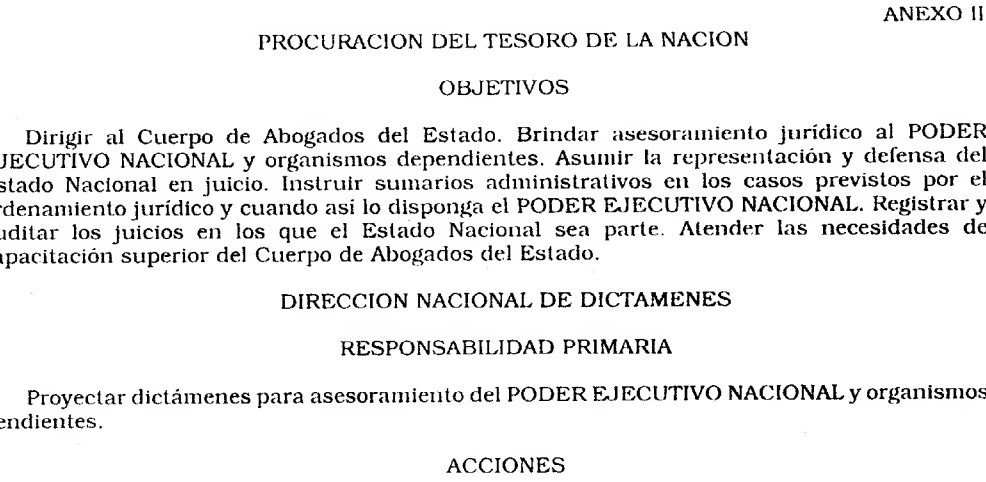 ANEXO II
PROCURACION DEL TESORO DE LA NACION
OBJETIVOS
Dirigir al Cuerpo de Abogados del Estado. Brindar asesoramiento jurídico al PODER
JECUTIVO NACIONAL y organismos dependientes. Asumir la representación y defensa del
stado Nacional en juicio. Instruir sumarios administrativos en los casos previstos por el
rdenamiento jurídico y cuando así lo disponga el PODER EJECUTIVO NACIONAL. Registrar y
uditar los juicios en los que el Estado Nacional sea parte. Atender las necesidades de
apacitación superior del Cuerpo de Abogados del Estado.
DIRECCION NACIONAL DE DICTAMENES
RESPONSABILIDAD PRIMARIA
Proyectar dictámenes para asesoramiento del PODER EJECUTIVO NACIONAL y organismos
endientes.
ACCIONES